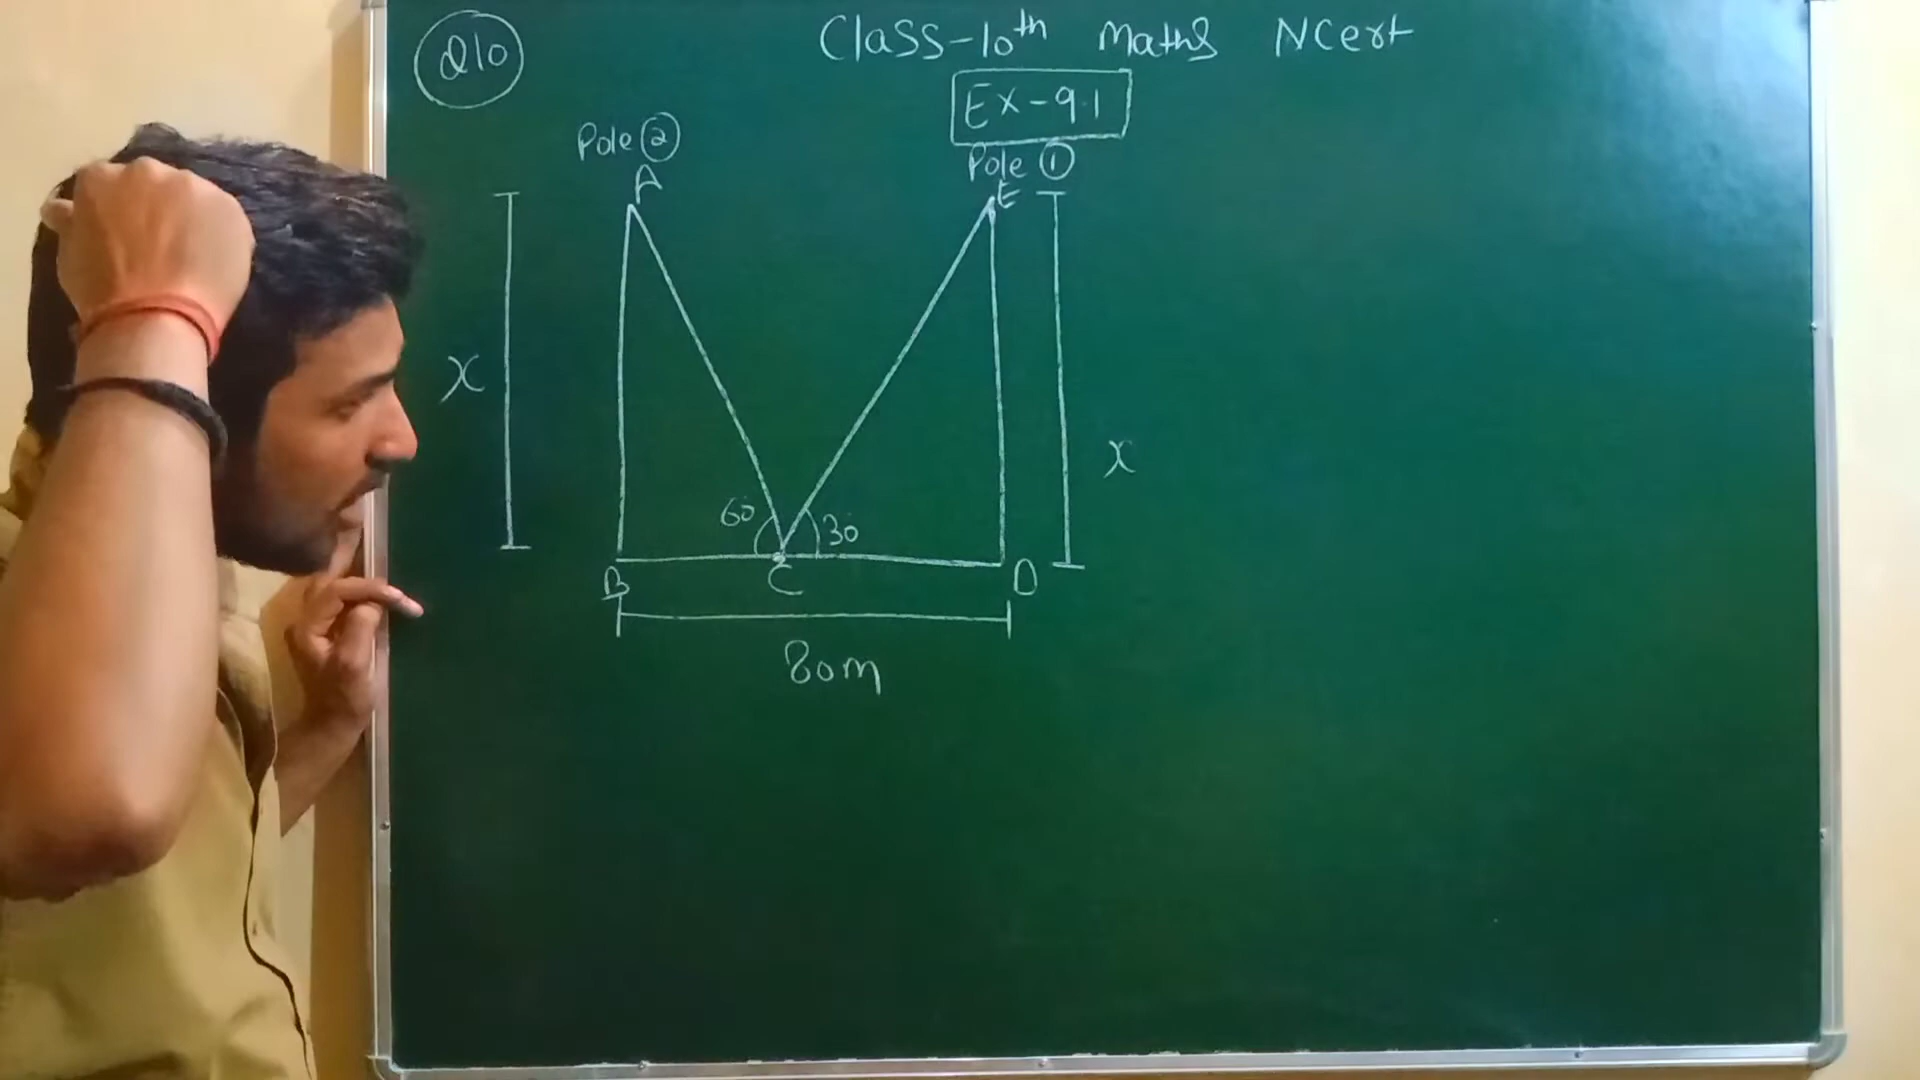 Q10
Class-10th Maths NCert
Ex-9.1
Pole ②
Pole ①
A
E
x
x
60°
30°
B
C
D
80m